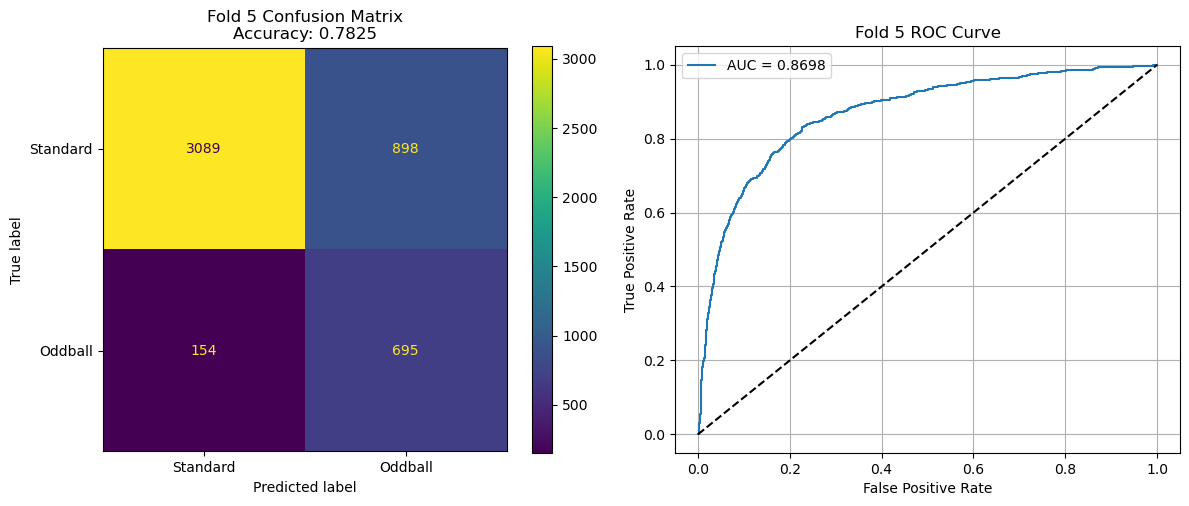 Fold 5 Confusion Matrix
Accuracy: 0.7825
Standard
3089
898
Oddball
154
695
True label
Standard
Oddball
Predicted label
3000
2500
2000
1500
1000
500
Fold 5 ROC Curve
AUC = 0.8698
1.0
0.8
0.6
0.4
0.2
0.0
True Positive Rate
0.0
0.2
0.4
0.6
0.8
1.0
False Positive Rate